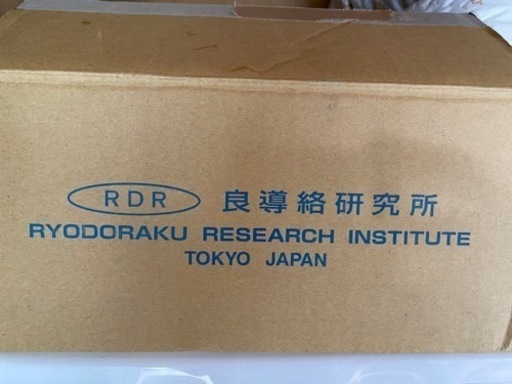 RDR 良導絡研究所
RYODORAKU RESEARCH INSTITUTE
TOKYO JAPAN